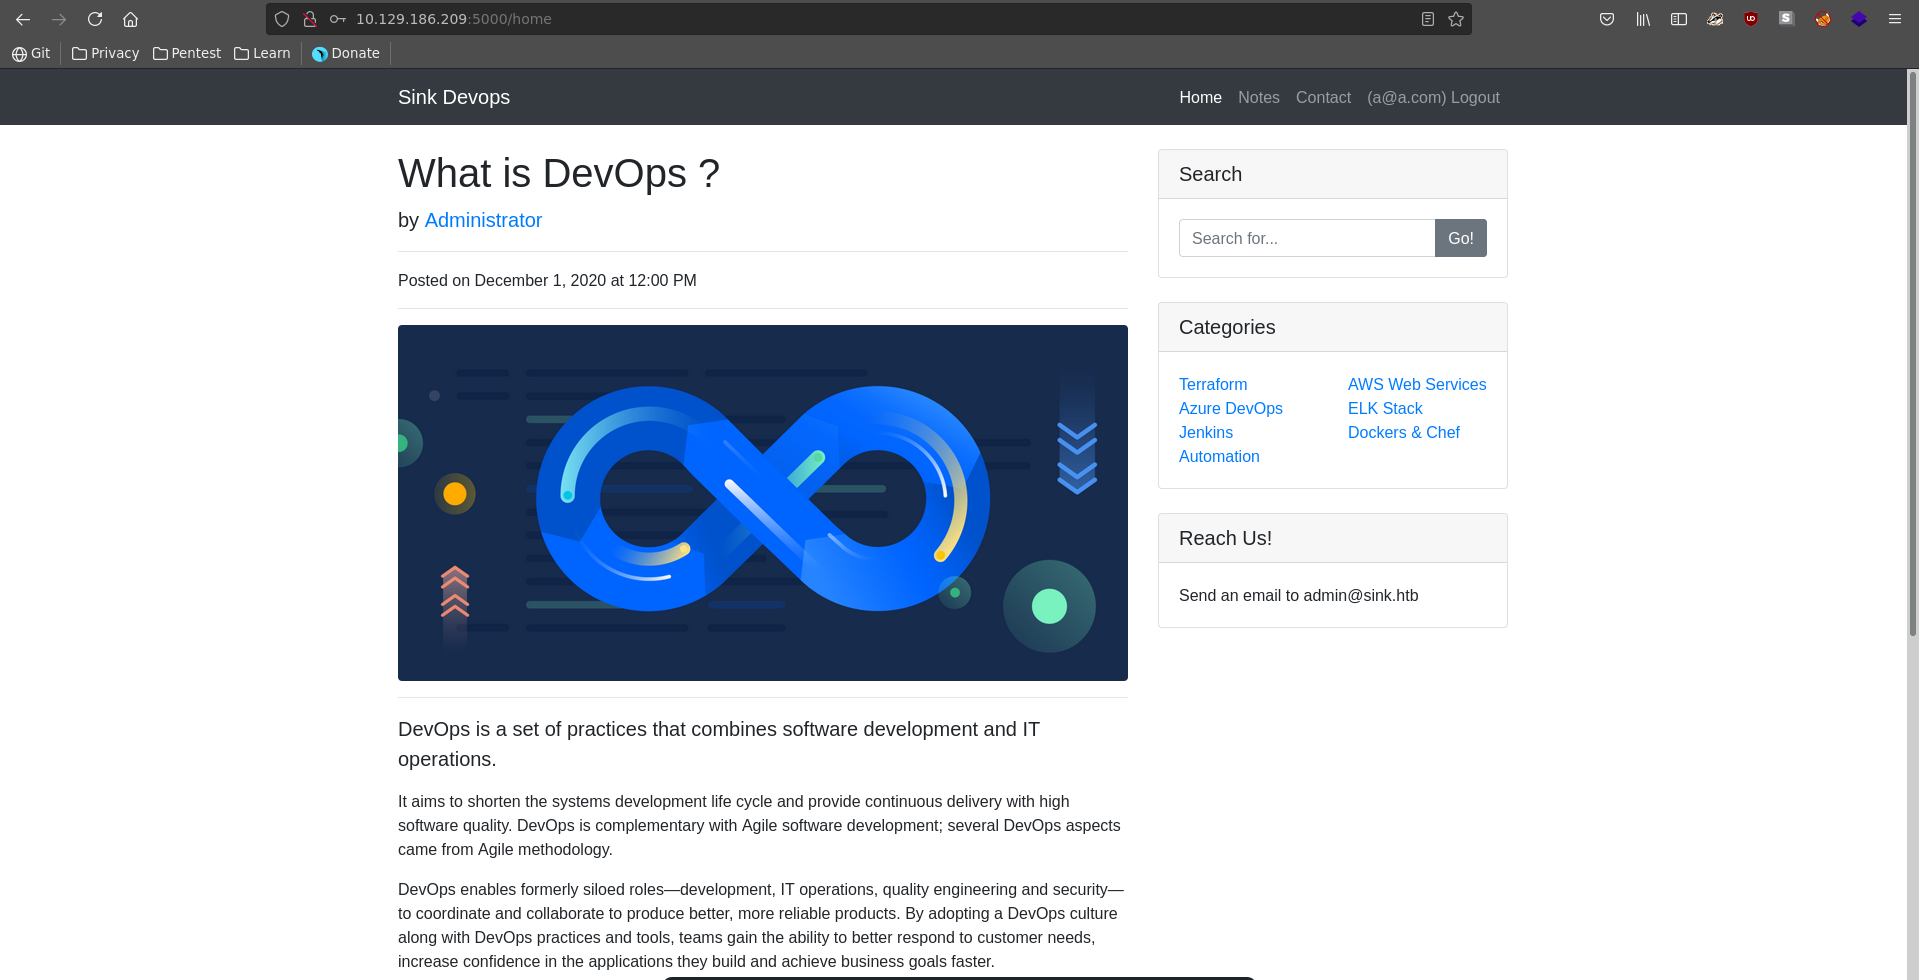 10.129.186.209:5000/home
Git Privacy Pentest Learn Donate
Sink Devops
Home Notes Contact (a@a.com) Logout
What is DevOps ?
by Administrator
Posted on December 1, 2020 at 12:00 PM
DevOps is a set of practices that combines software development and IT
operations.
It aims to shorten the systems development life cycle and provide continuous delivery with high
software quality. DevOps is complementary with Agile software development; several DevOps aspects
came from Agile methodology.
DevOps enables formerly siloed roles—development, IT operations, quality engineering and security—
to coordinate and collaborate to produce better, more reliable products. By adopting a DevOps culture
along with DevOps practices and tools, teams gain the ability to better respond to customer needs,
increase confidence in the applications they build and achieve business goals faster.
Search
Search for... Go!
Categories
Terraform AWS Web Services
Azure DevOps ELK Stack
Jenkins Dockers & Chef
Automation
Reach Us!
Send an email to admin@sink.htb